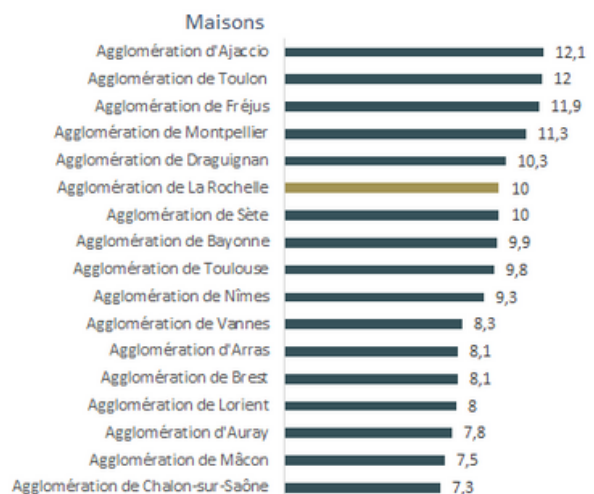 Maisons
Agglomération d'Ajaccio 12,1
Agglomération de Toulon 12
Agglomération de Fréjus 11,9
Agglomération de Montpellier 11,3
Agglomération de Draguignan 10,3
Agglomération de La Rochelle 10
Agglomération de Sète 10
Agglomération de Bayonne 9,9
Agglomération de Toulouse 9,8
Agglomération de Nîmes 9,3
Agglomération de Vannes 8,3
Agglomération d'Arras 8,1
Agglomération de Brest 8,1
Agglomération de Lorient 8
Agglomération d'Auray 7,8
Agglomération de Mâcon 7,5
Agglomération de Chalon-sur-Saône 7,3